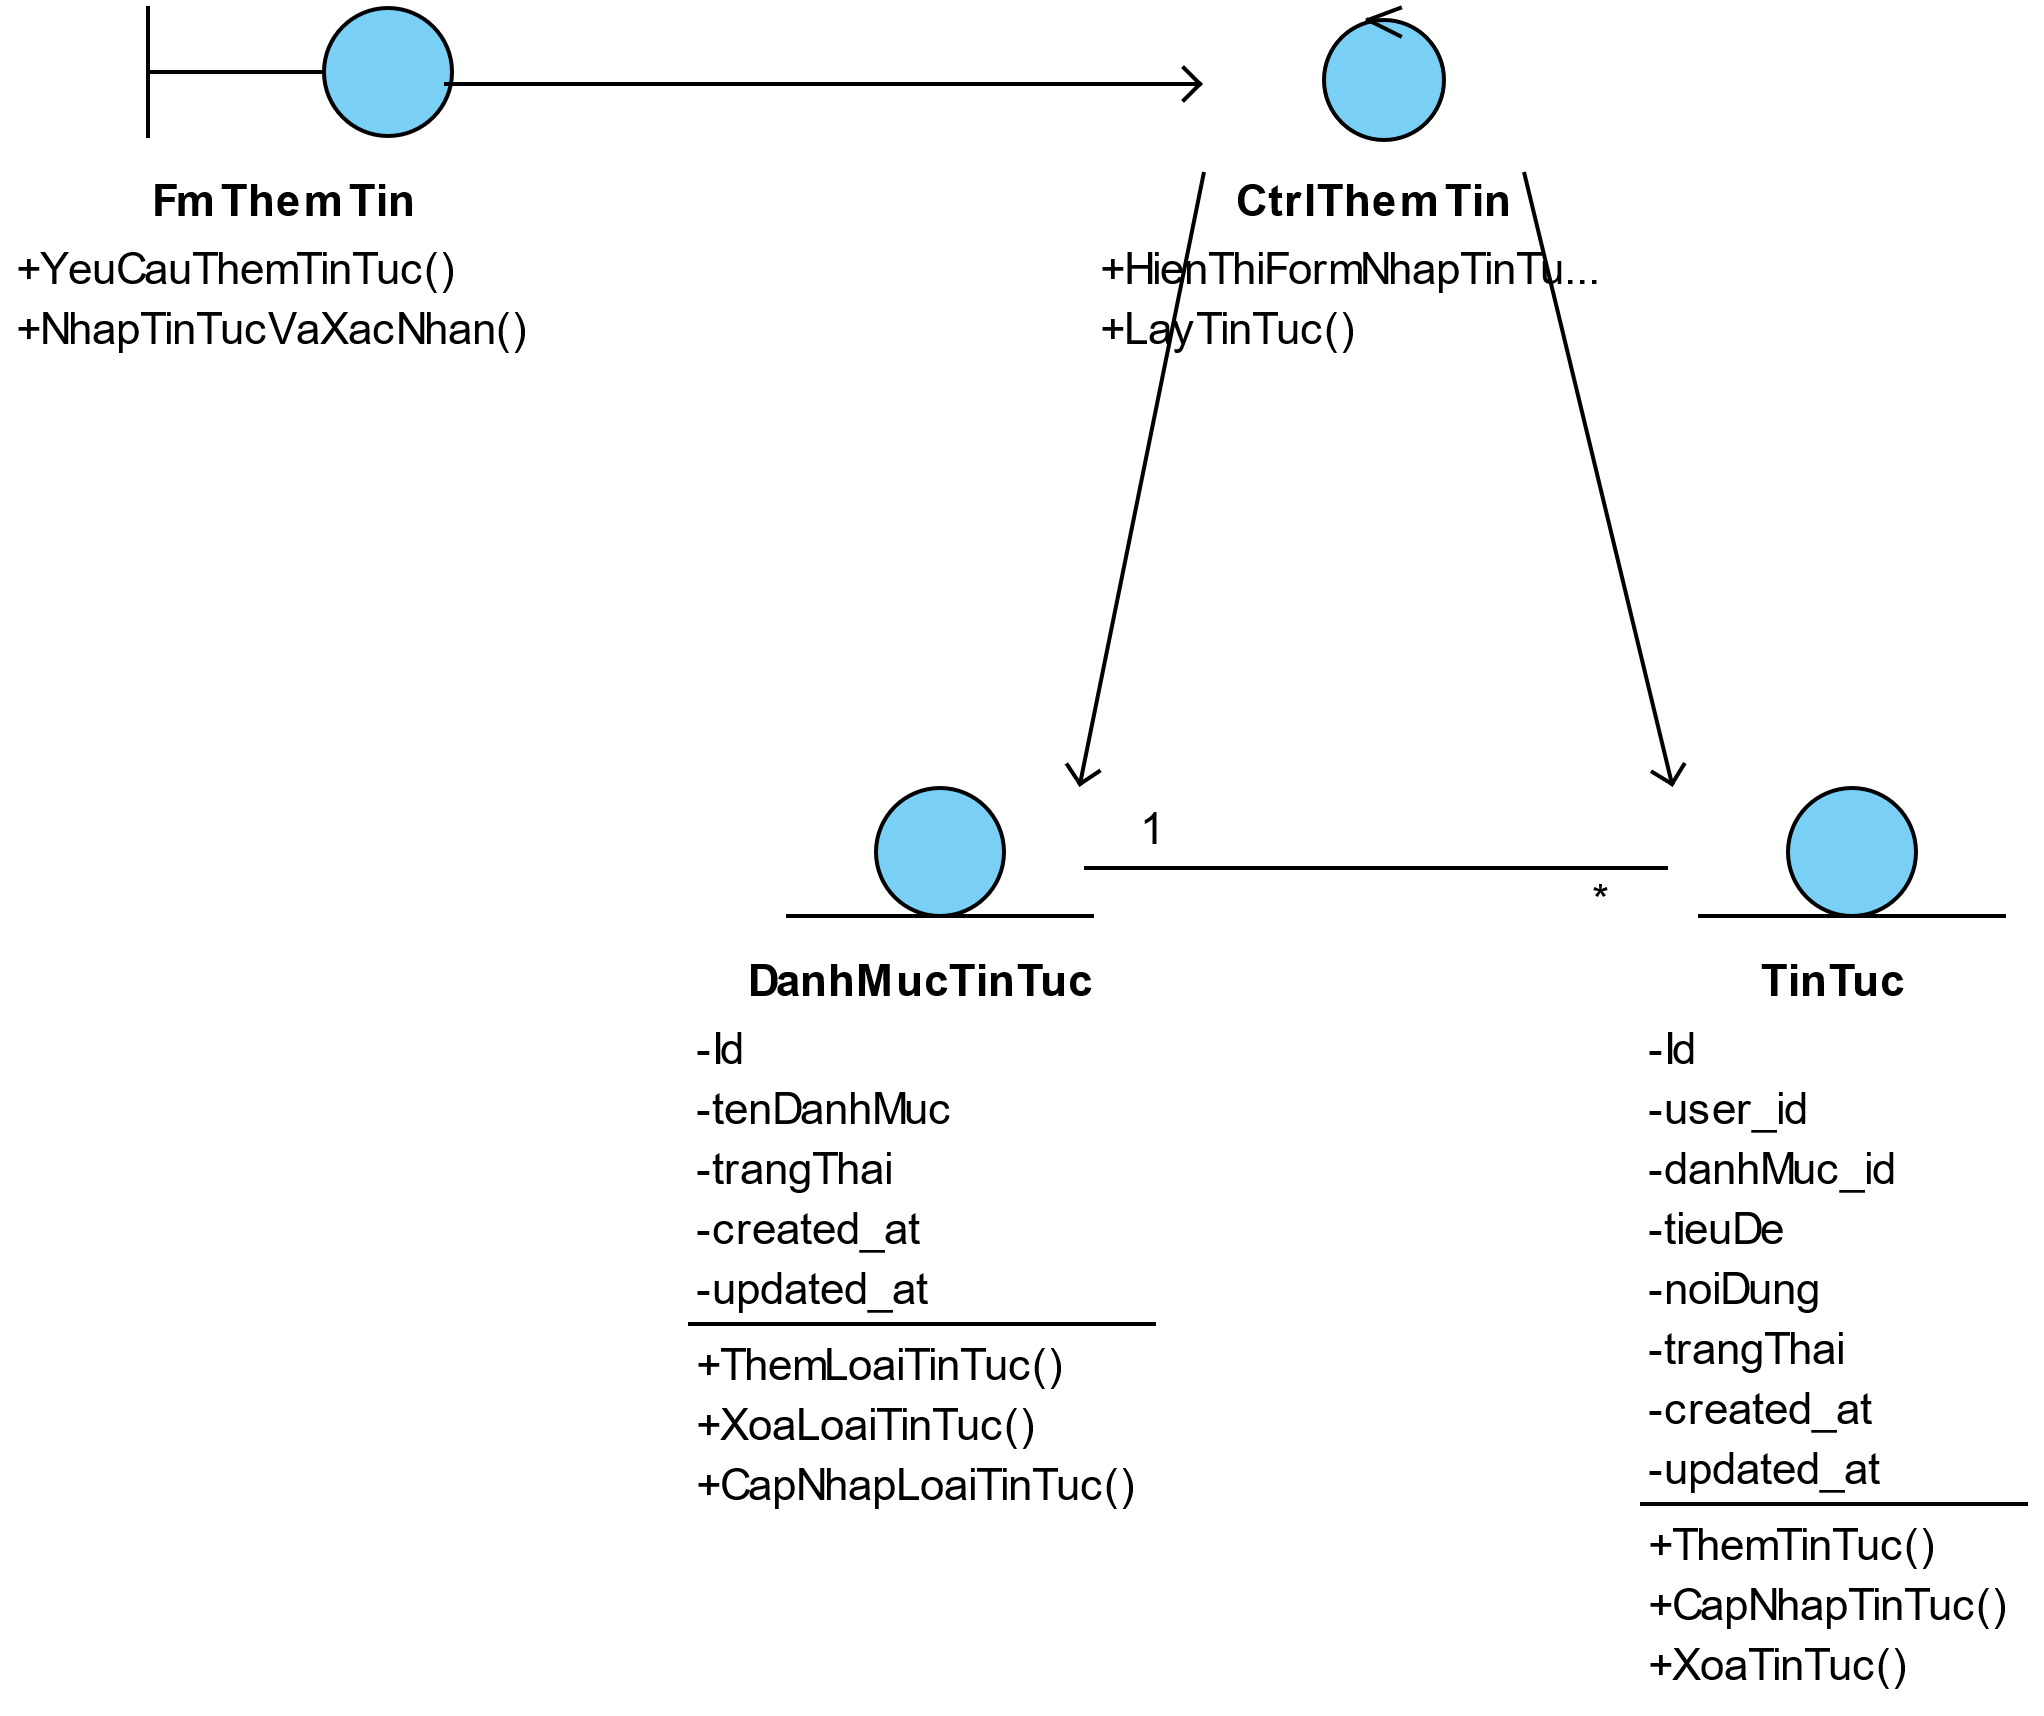 FmThemTin
+YeuCauThemTinTuc()
+NhapTinTucVaXacNhan()
CtrlThemTin
+HienThiFormNhapTinTu...
+LayTinTuc()
1
*
DanhMucTinTuc
-Id
-tenDanhMuc
-trangThai
-created_at
-updated_at
+ThemLoaiTinTuc()
+XoaLoaiTinTuc()
+CapNhapLoaiTinTuc()
TinTuc
-Id
-user_id
-danhMuc_id
-tieuDe
-noiDung
-trangThai
-created_at
-updated_at
+ThemTinTuc()
+CapNhapTinTuc()
+XoaTinTuc()